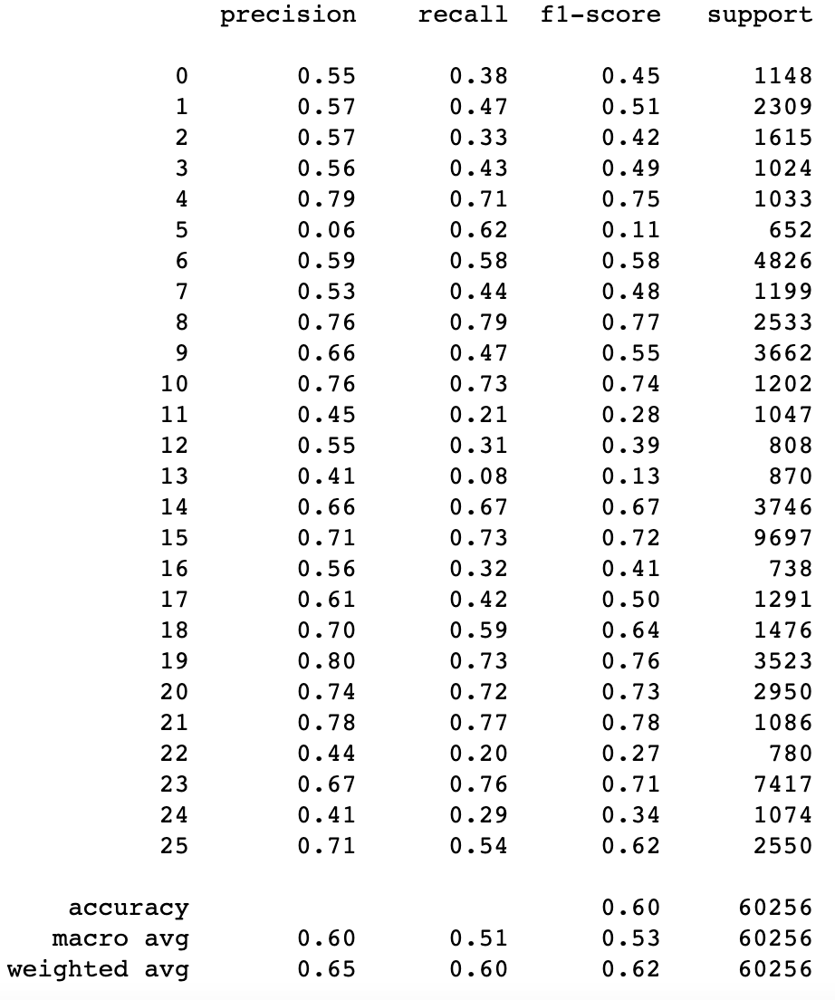 precision recall f1-score support
0 0.55 0.38 0.45 1148
1 0.57 0.47 0.51 2309
2 0.57 0.33 0.42 1615
3 0.56 0.43 0.49 1024
4 0.79 0.71 0.75 1033
5 0.06 0.62 0.11 652
6 0.59 0.58 0.58 4826
7 0.53 0.44 0.48 1199
8 0.76 0.79 0.77 2533
9 0.66 0.47 0.55 3662
10 0.76 0.73 0.74 1202
11 0.45 0.21 0.28 1047
12 0.55 0.31 0.39 808
13 0.41 0.08 0.13 870
14 0.66 0.67 0.67 3746
15 0.71 0.73 0.72 9697
16 0.56 0.32 0.41 738
17 0.61 0.42 0.50 1291
18 0.70 0.59 0.64 1476
19 0.80 0.73 0.76 3523
20 0.74 0.72 0.73 2950
21 0.78 0.77 0.78 1086
22 0.44 0.20 0.27 780
23 0.67 0.76 0.71 7417
24 0.41 0.29 0.34 1074
25 0.71 0.54 0.62 2550
accuracy 0.60 60256
macro avg 0.60 0.51 0.53 60256
weighted avg 0.65 0.60 0.62 60256